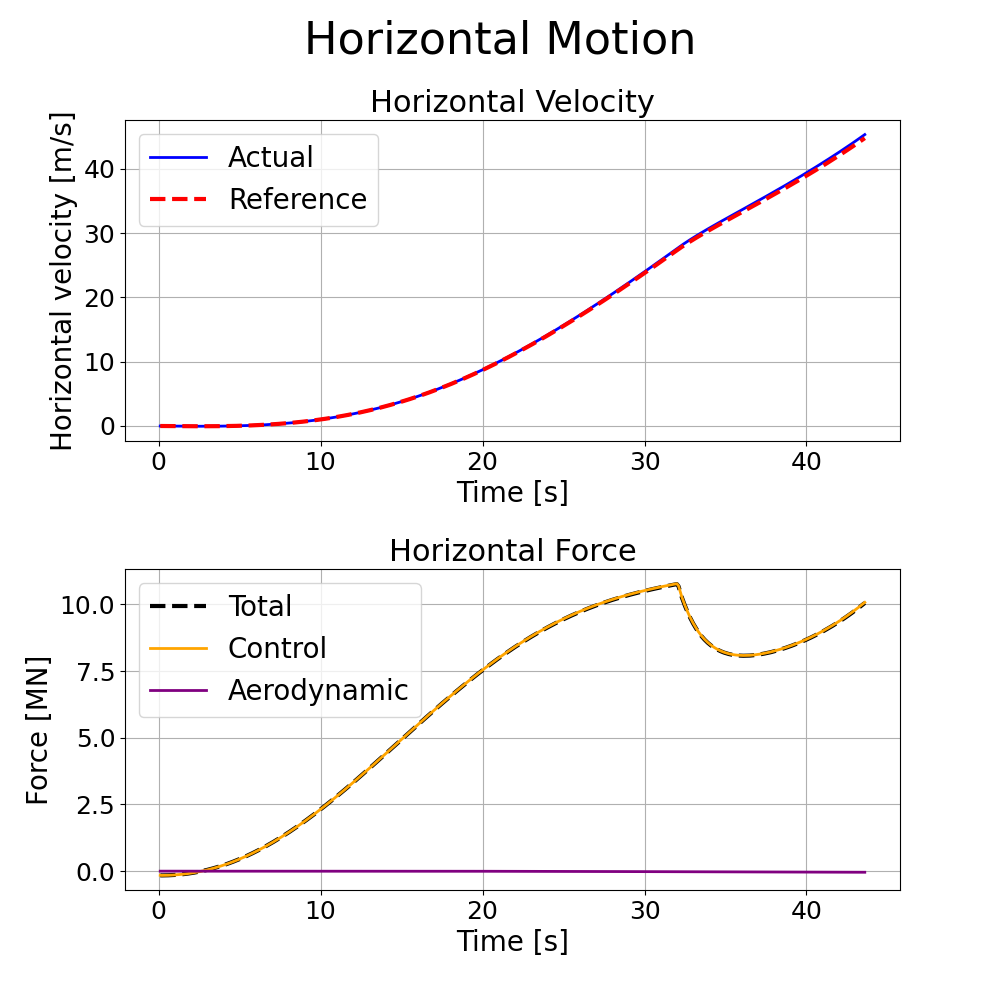 Horizontal Motion
Horizontal Velocity
Horizontal velocity [m/s]
40
30
20
10
0
Actual
Reference
0 10 20 30 40
Time [s]
Horizontal Force
Force [MN]
10.0
7.5
5.0
2.5
0.0
Total
Control
Aerodynamic
0 10 20 30 40
Time [s]